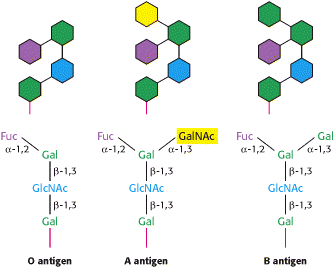 Fuc
α-1,2
Gal
β-1,3
GlcNAc
β-1,3
Gal
O antigen
Fuc
GalNAc
α-1,2
α-1,3
Gal
β-1,3
GlcNAc
β-1,3
Gal
A antigen
Fuc
Gal
α-1,2
α-1,3
Gal
β-1,3
GlcNAc
β-1,3
Gal
B antigen